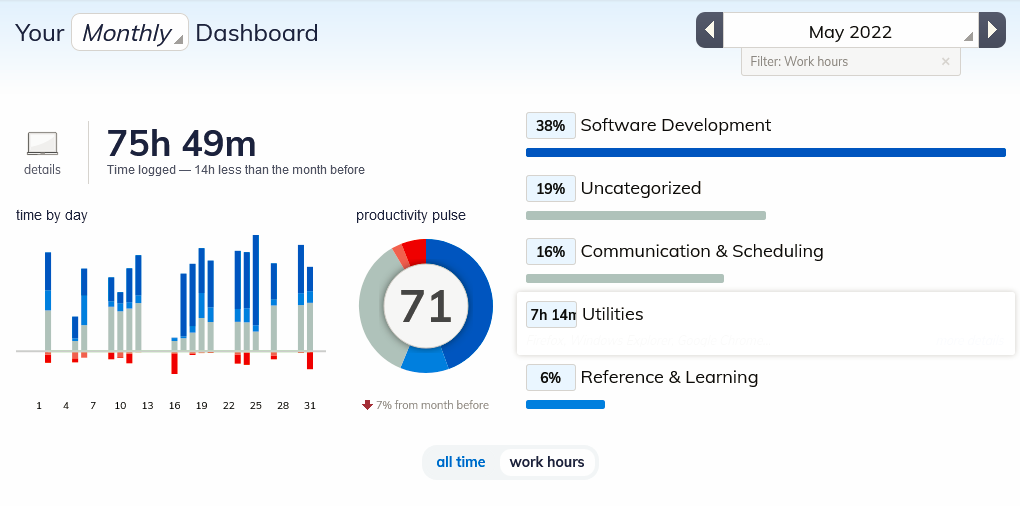 Your Monthly Dashboard
May 2022
Filter: Work hours ×
75h 49m
Time logged — 14h less than the month before
details
time by day
1 4 7 10 13 16 19 22 25 28 31
productivity pulse
71
7% from month before
38% Software Development
19% Uncategorized
16% Communication & Scheduling
7h 14m Utilities
6% Reference & Learning
all time work hours